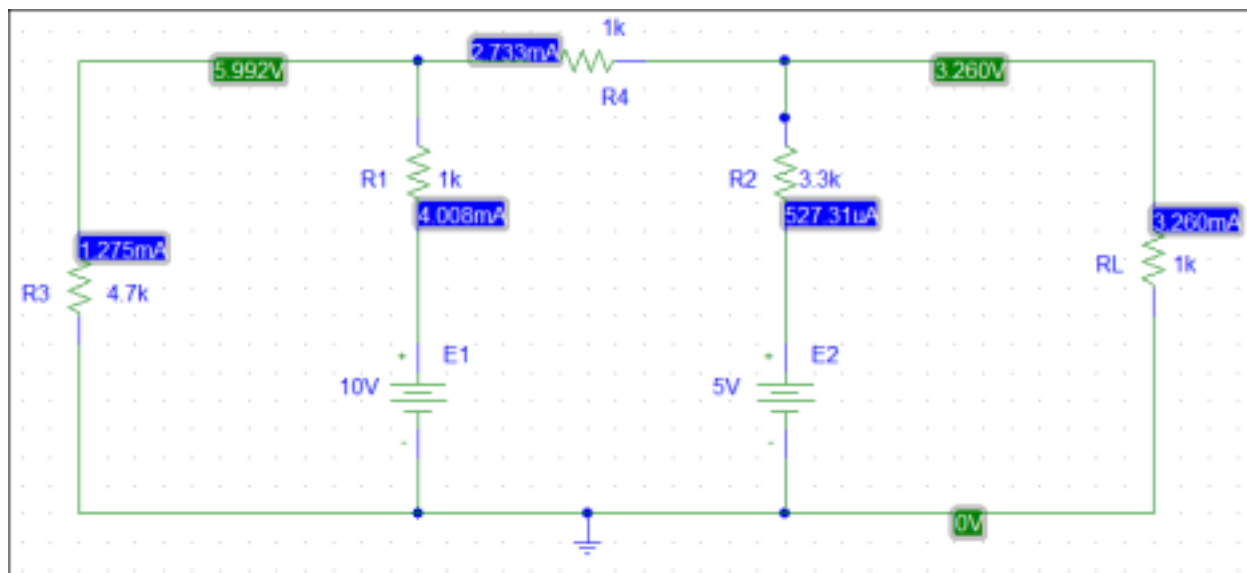 1k
2.733mA
5.992V
3.260V
R4
R1
1k
R2
3.3k
4.008mA
527.31uA
3.260mA
1.275mA
RL
1k
R3
4.7k
+
E1
+
E2
10V
5V
-
-
0V